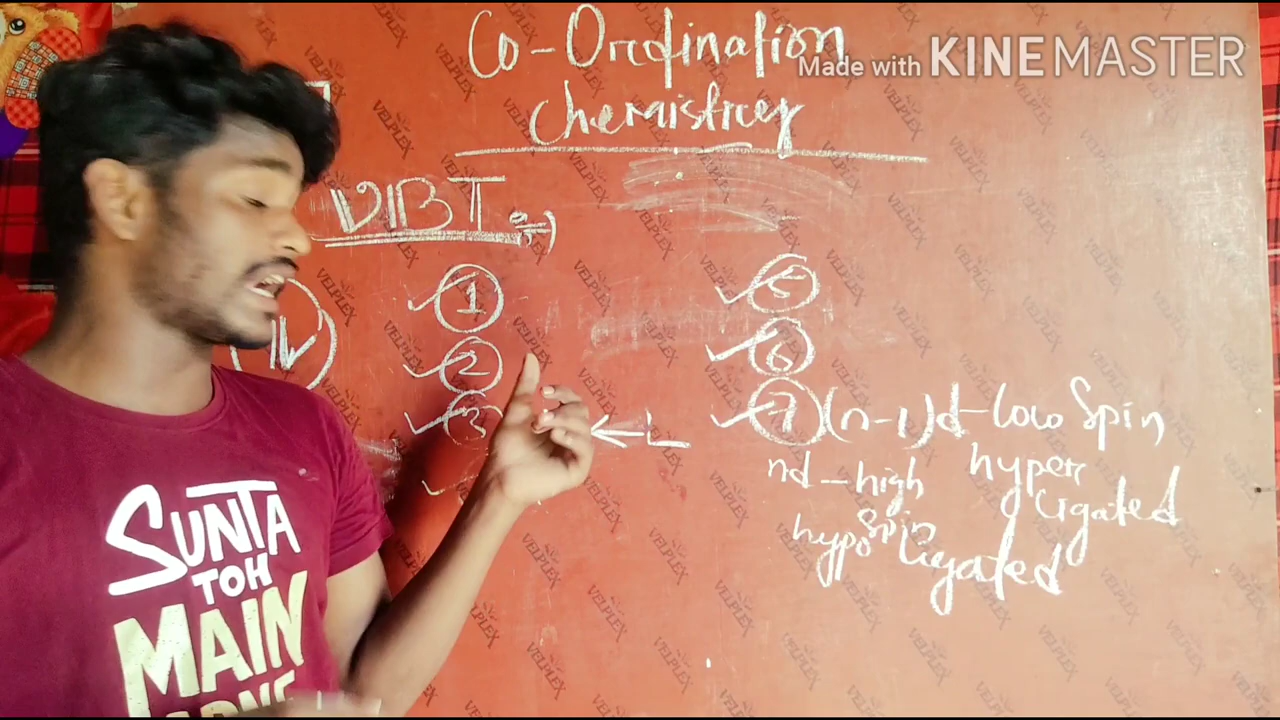 Co-Ordination
Made with KINEMASTER
chemistry
VBT :-)
1
2
3
← L
5
6
7 (n-1)d - low Spin
hyper
Ligated
nd - high
Spin
hypo Ligated
SUNTA
TOH
MAIN
VELPLEX